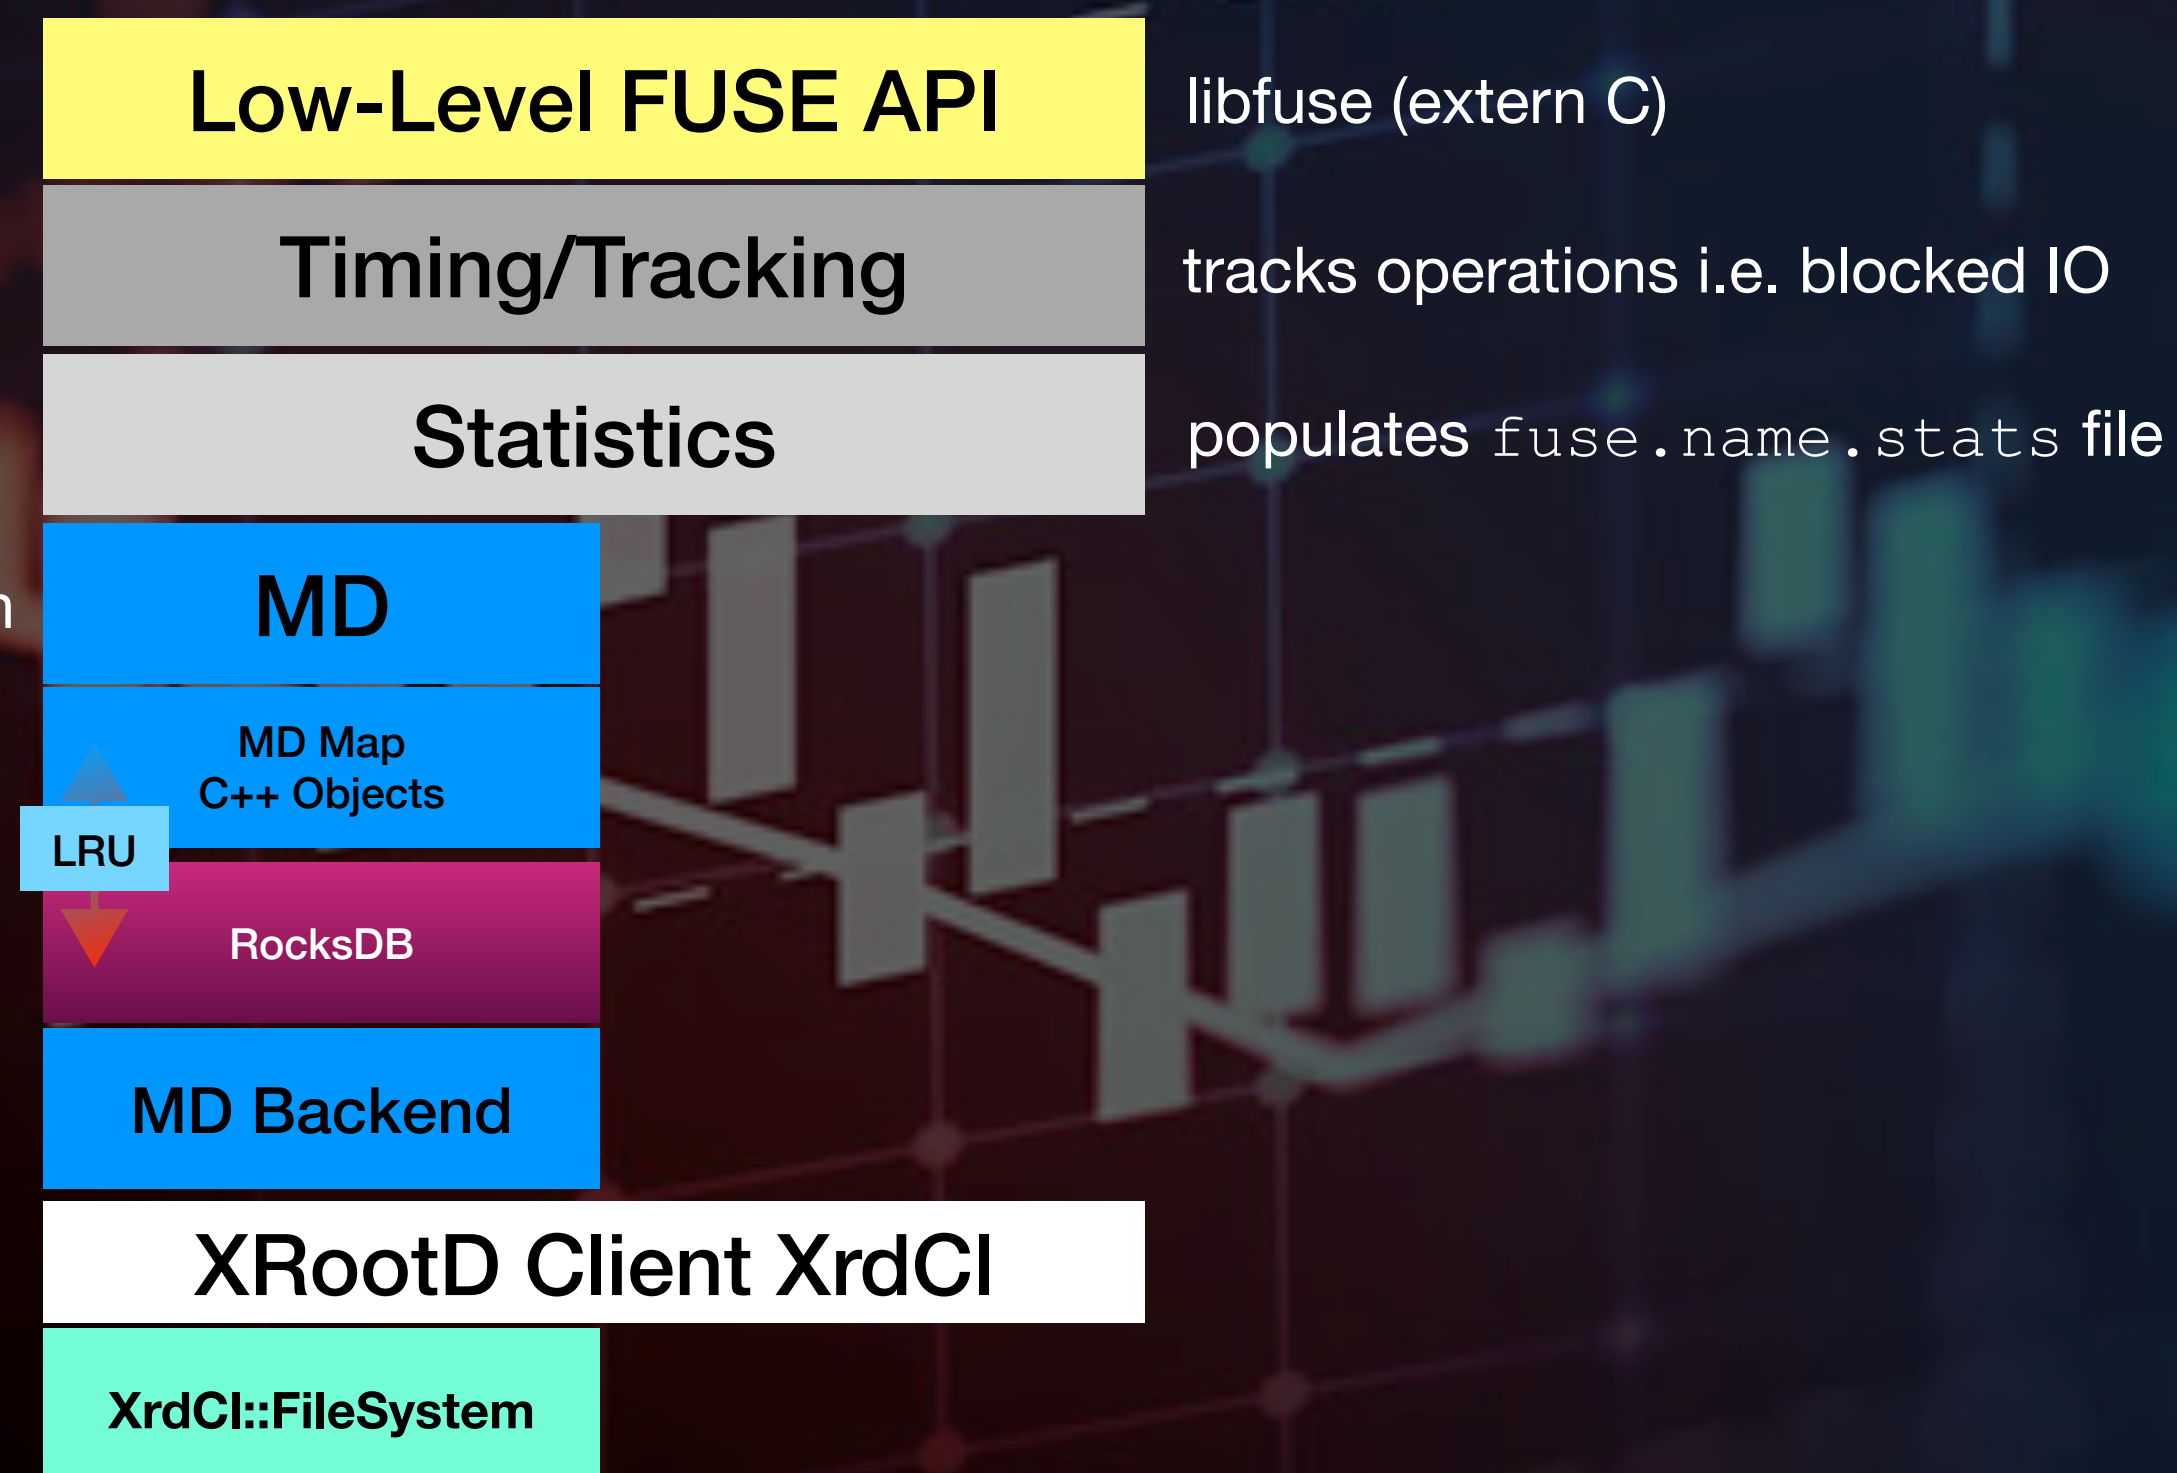 Low-Level FUSE API
libfuse (extern C)
Timing/Tracking
tracks operations i.e. blocked IO
Statistics
populates fuse.name.stats file
MD
MD Map
C++ Objects
LRU
RocksDB
MD Backend
XRootD Client XrdCl
XrdCl::FileSystem